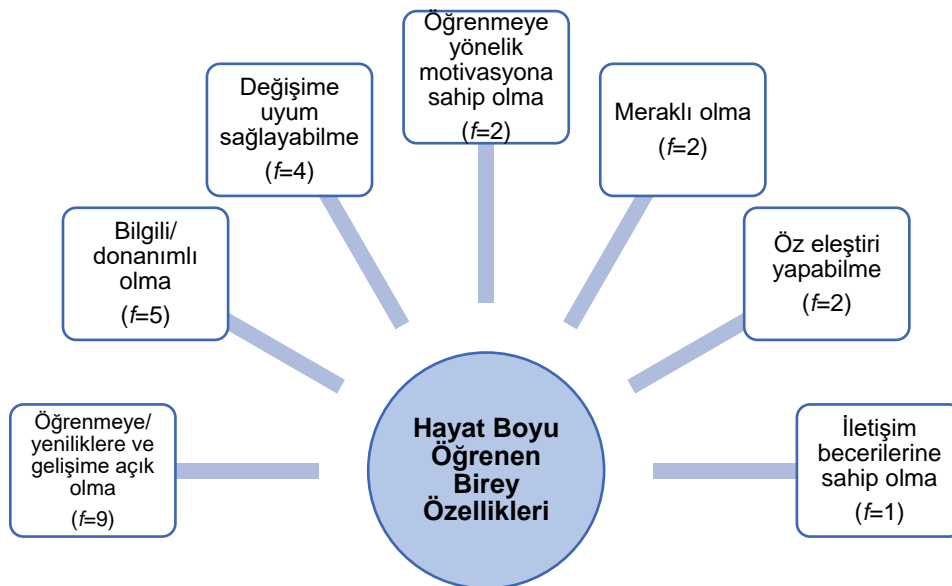 Öğrenmeye
yönelik
motivasyona
sahip olma
(f=2)
Değişime
uyum
sağlayabilme
(f=4)
Meraklı olma
(f=2)
Bilgili/
donanımlı
olma
(f=5)
Öz eleştiri
yapabilme
(f=2)
Öğrenmeye/
yeniliklere ve
gelişime açık
olma
(f=9)
Hayat Boyu
Öğrenen
Birey
Özellikleri
İletişim
becerilerine
sahip olma
(f=1)